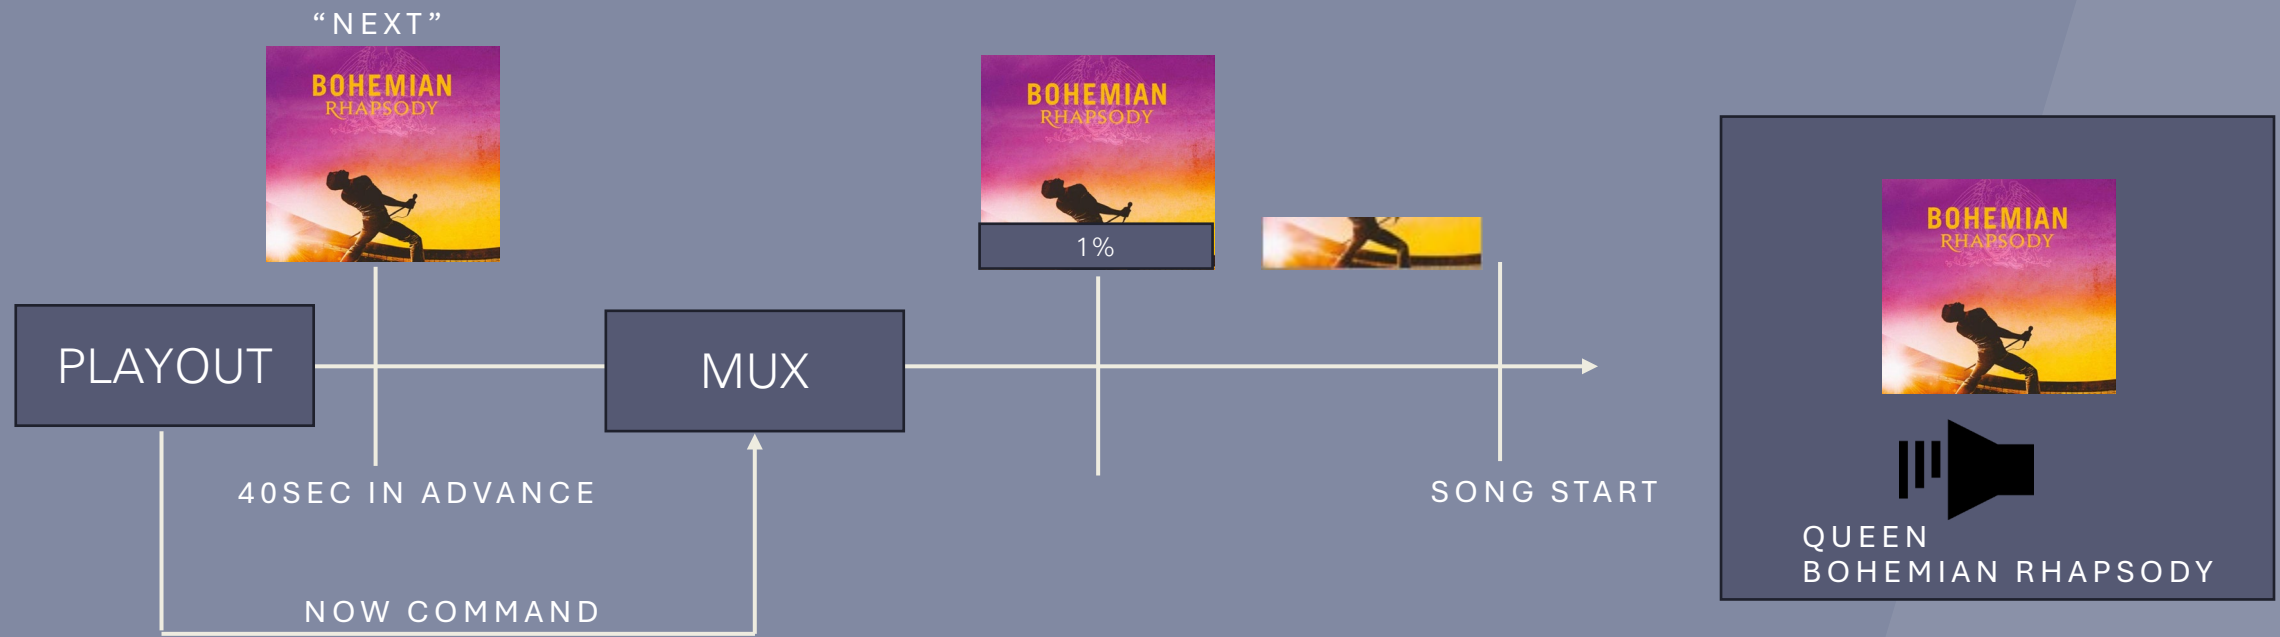 “NEXT”
BOHEMIAN
RHAPSODY
BOHEMIAN
RHAPSODY
1%
BOHEMIAN
RHAPSODY
PLAYOUT
MUX
40SEC IN ADVANCE
SONG START
QUEEN
BOHEMIAN RHAPSODY
NOW COMMAND